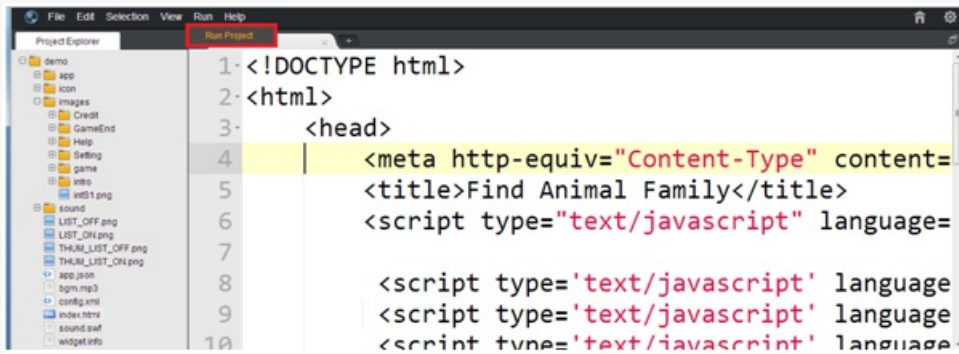 File Edit Selection View Run Help
Project Explorer
Run Project
demo
app
icon
images
Credit
GameEnd
Help
Setting
game
intro
intS1.png
sound
LIST_OFF.png
LIST_ON.png
THUM_LIST_OFF.png
THUM_LIST_ON.png
app.json
bgm.mp3
config.xml
index.html
sound.swf
widget.info
1 <!DOCTYPE html>
2 <html>
3 <head>
4 <meta http-equiv="Content-Type" content=
5 <title>Find Animal Family</title>
6 <script type="text/javascript" language=
7
8 <script type='text/javascript' language
9 <script type='text/javascript' language
10 <script type='text/javascript' language